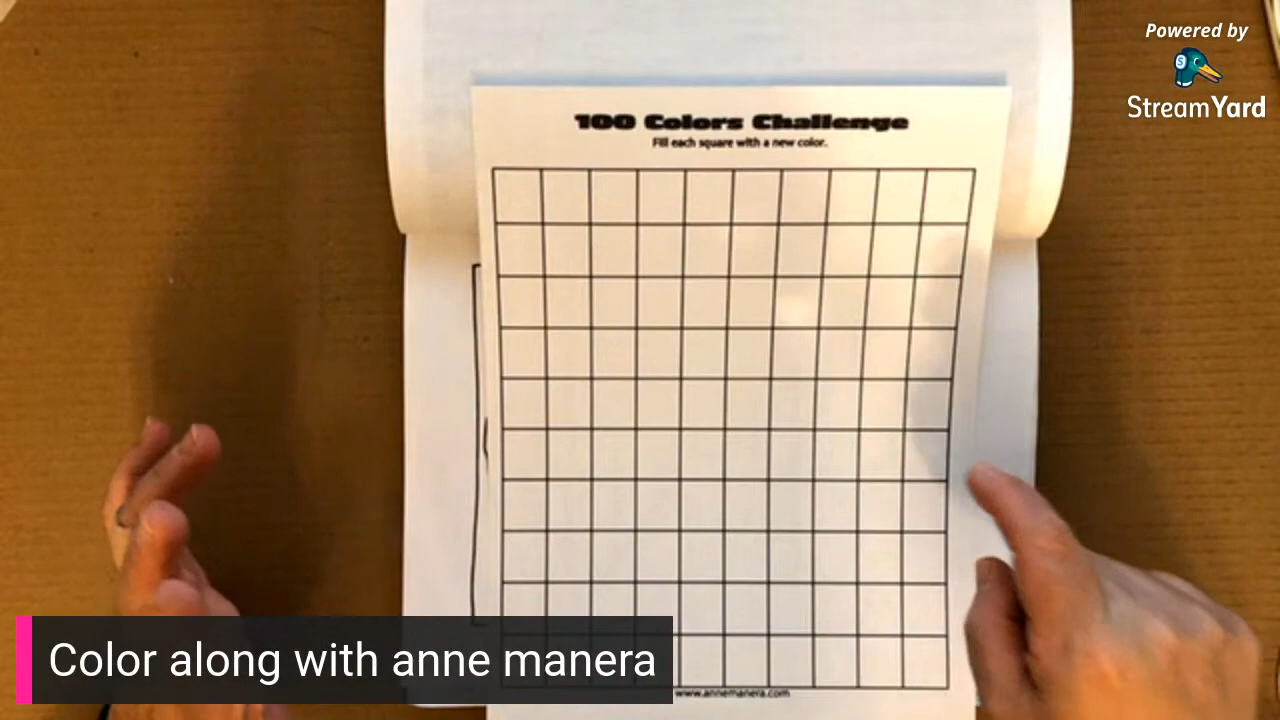 Powered by
StreamYard
100 Colors Challenge
Fill each square with a new color.
Color along with anne manera
www.annemanera.com